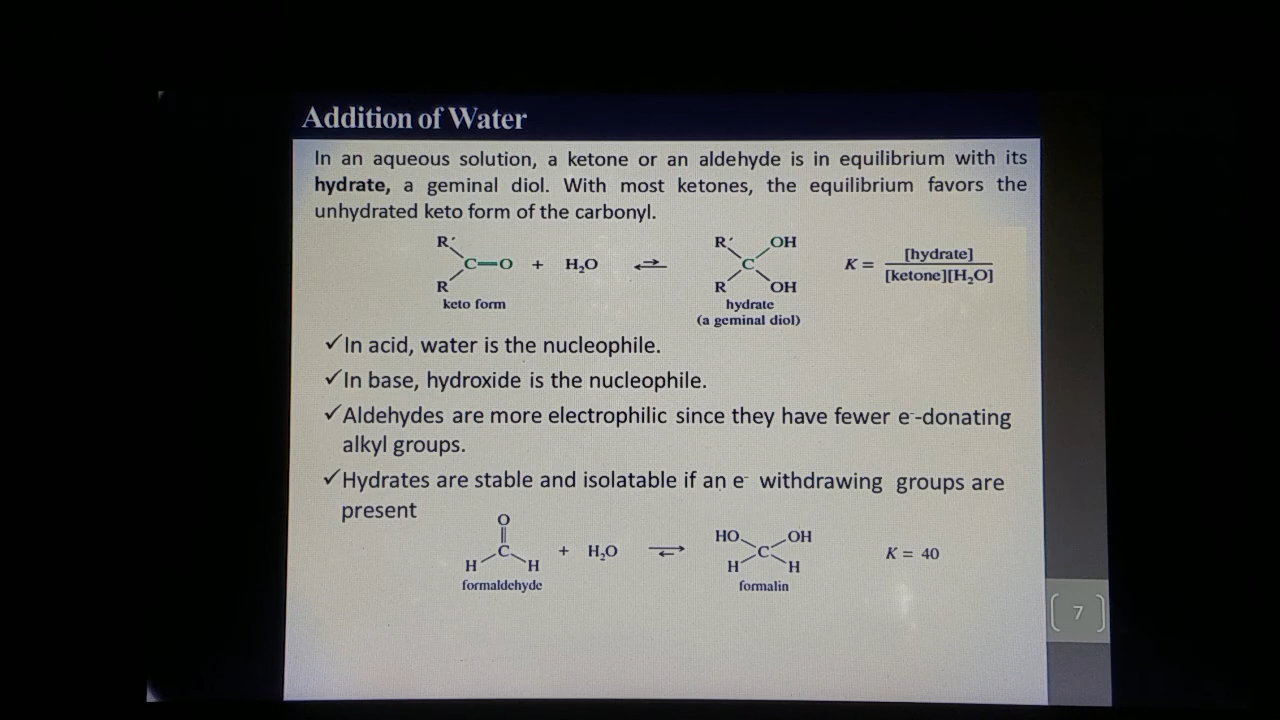 Addition of Water
In an aqueous solution, a ketone or an aldehyde is in equilibrium with its
hydrate, a geminal diol. With most ketones, the equilibrium favors the
unhydrated keto form of the carbonyl.
R´ R´ OH
C=O + H₂O ⇌ C K = [hydrate]
[ketone][H₂O]
R R OH
keto form hydrate
(a geminal diol)
✓In acid, water is the nucleophile.
✓In base, hydroxide is the nucleophile.
✓Aldehydes are more electrophilic since they have fewer e⁻-donating
alkyl groups.
✓Hydrates are stable and isolatable if an e⁻ withdrawing groups are
present
O
HO OH
C + H₂O ⇌ C K = 40
H H H H
formaldehyde formalin
7